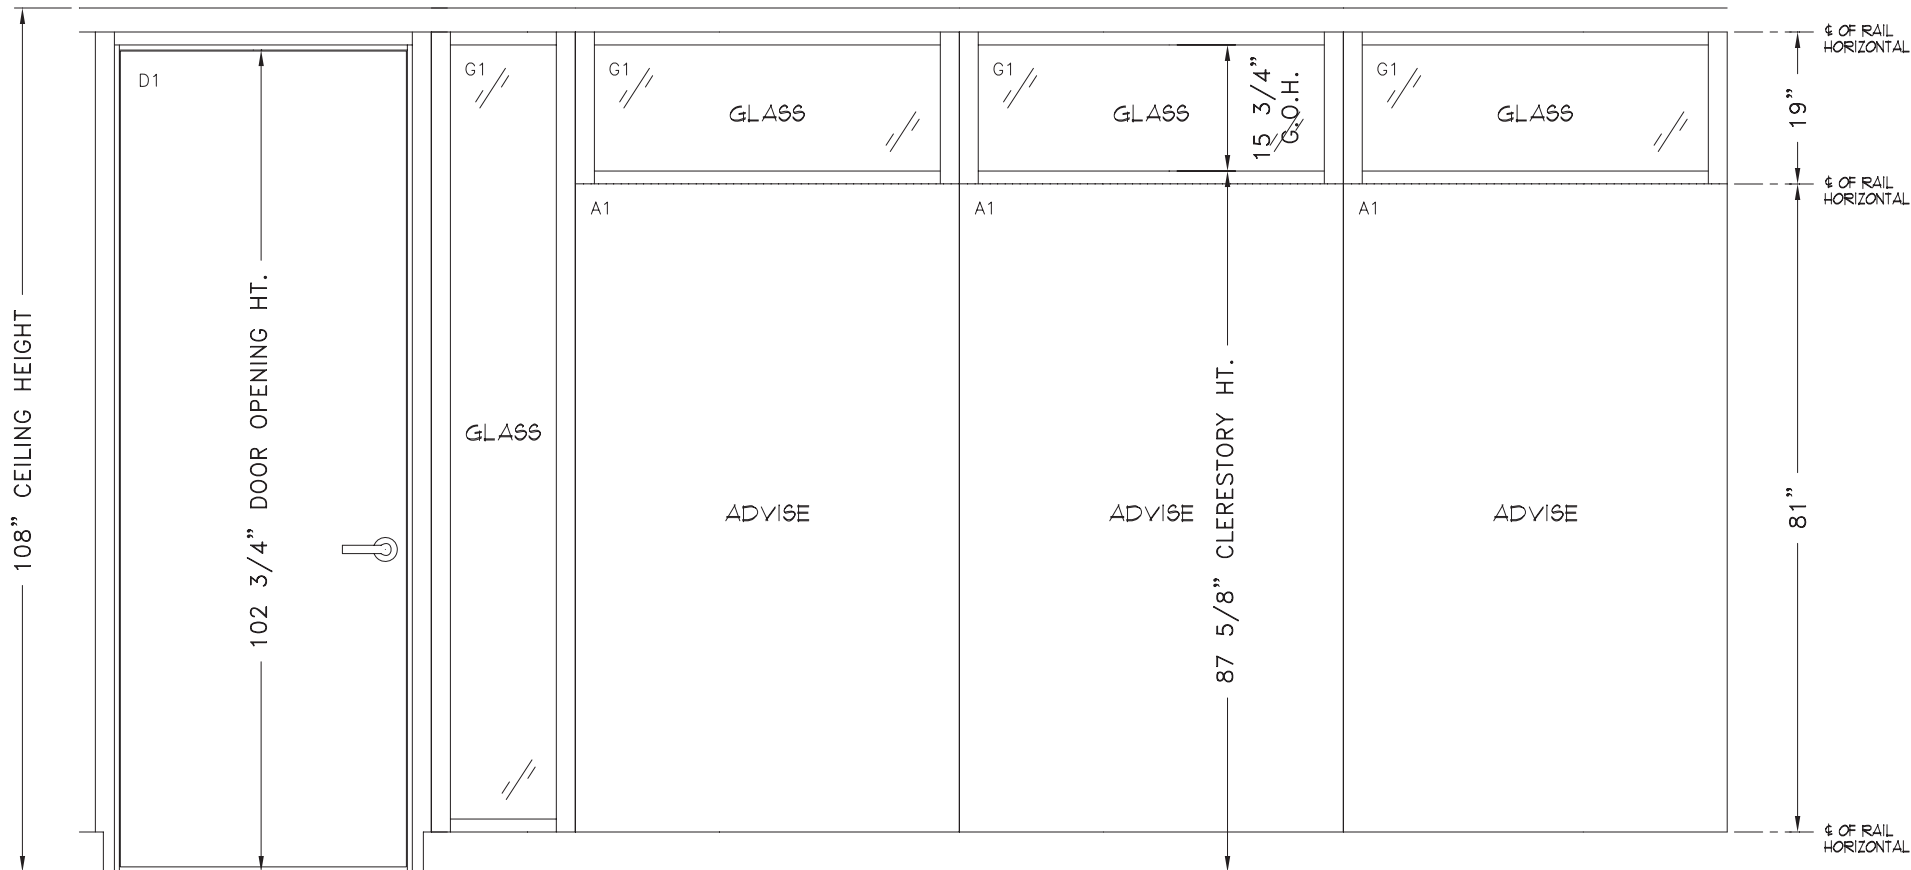 ℄ OF RAIL
HORIZONTAL
D1
G1
G1
G1
G1
GLASS
GLASS
GLASS
15 3/4”
G.O.H.
19”
℄ OF RAIL
HORIZONTAL
A1
A1
A1
108” CEILING HEIGHT
102 3/4” DOOR OPENING HT.
GLASS
ADVISE
ADVISE
ADVISE
87 5/8” CLERESTORY HT.
81”
℄ OF RAIL
HORIZONTAL